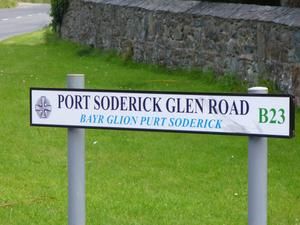 PORT SODERICK GLEN ROAD B23
BAYR GLION PURT SODERICK